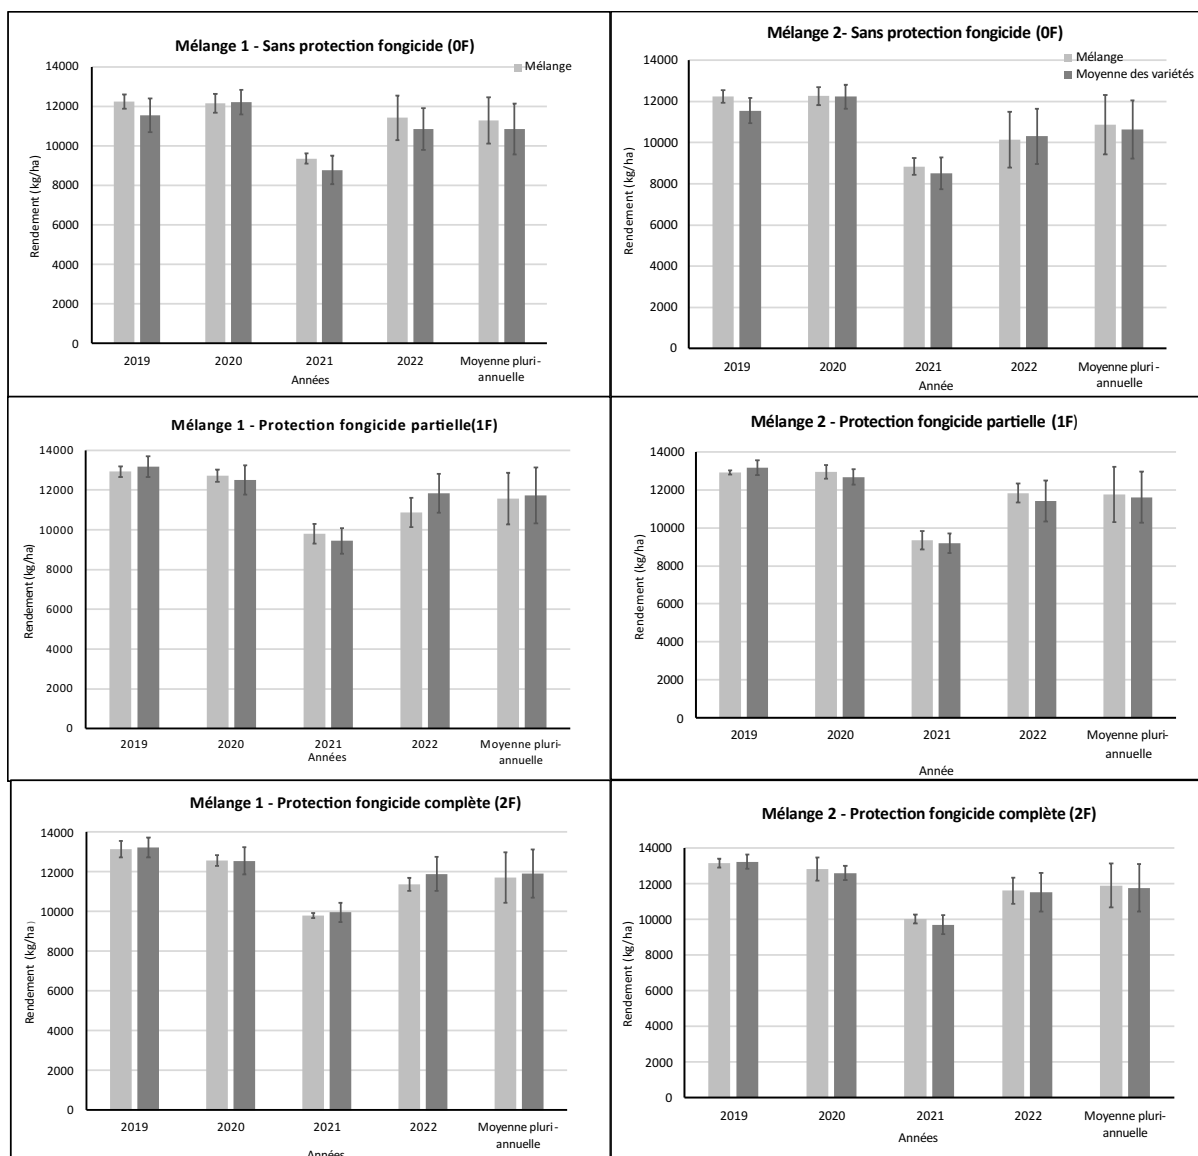 Mélange 1 - Sans protection fongicide (0F)
Mélange
14000
12000
10000
8000
6000
4000
2000
0
Rendement (kg/ha)
2019
2020
2021
2022
Moyenne pluri-
annuelle
Années
Mélange 2- Sans protection fongicide (0F)
Mélange
Moyenne des variétés
14000
12000
10000
8000
6000
4000
2000
0
Rendement (kg/ha)
2019
2020
2021
2022
Moyenne pluri-
annuelle
Année
Mélange 1 - Protection fongicide partielle(1F)
14000
12000
10000
8000
6000
4000
2000
0
Rendement (kg/ha)
2019
2020
2021
2022
Moyenne pluri-
annuelle
Années
Mélange 2 - Protection fongicide partielle (1F)
14000
12000
10000
8000
6000
4000
2000
0
Rendement (kg/ha)
2019
2020
2021
2022
Moyenne pluri-
annuelle
Année
Mélange 1 - Protection fongicide complète (2F)
14000
12000
10000
8000
6000
4000
2000
0
Rendement (kg/ha)
2019
2020
2021
2022
Moyenne pluri-
annuelle
Années
Mélange 2 - Protection fongicide complète (2F)
14000
12000
10000
8000
6000
4000
2000
0
Rendement (kg/ha)
2019
2020
2021
2022
Moyenne pluri-
annuelle
Années